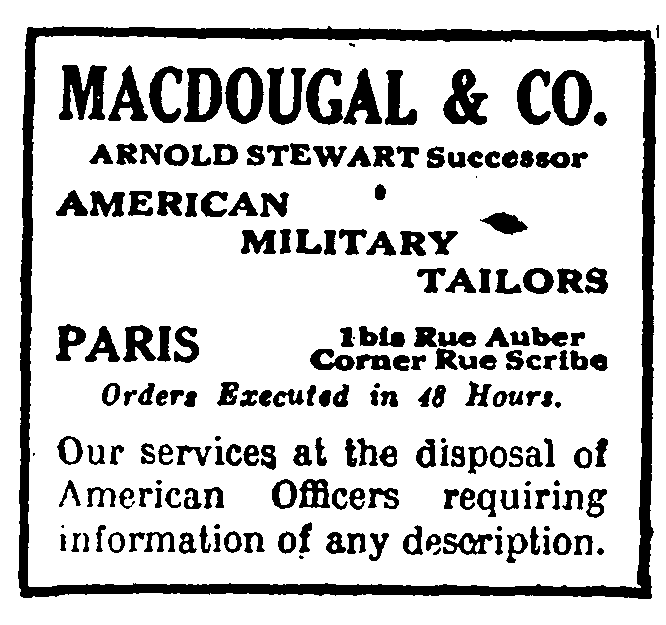 MACDOUGAL & CO.
ARNOLD STEWART Successor
AMERICAN
MILITARY
TAILORS
PARIS
1bis Rue Auber
Corner Rue Scribe
Orders Executed in 48 Hours.
Our services at the disposal of
American Officers requiring
information of any description.